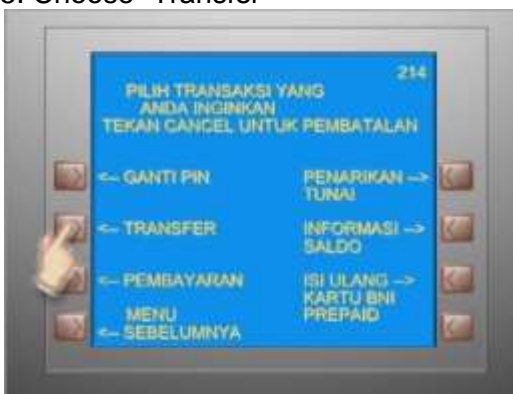 Choose "Transfer"
214
PILIH TRANSAKSI YANG
ANDA INGINKAN
TEKAN CANCEL UNTUK PEMBATALAN
<-- GANTI PIN
PENARIKAN -->
TUNAI
<-- TRANSFER
INFORMASI -->
SALDO
<-- PEMBAYARAN
ISI ULANG -->
KARTU BNI
PREPAID
MENU
<-- SEBELUMNYA